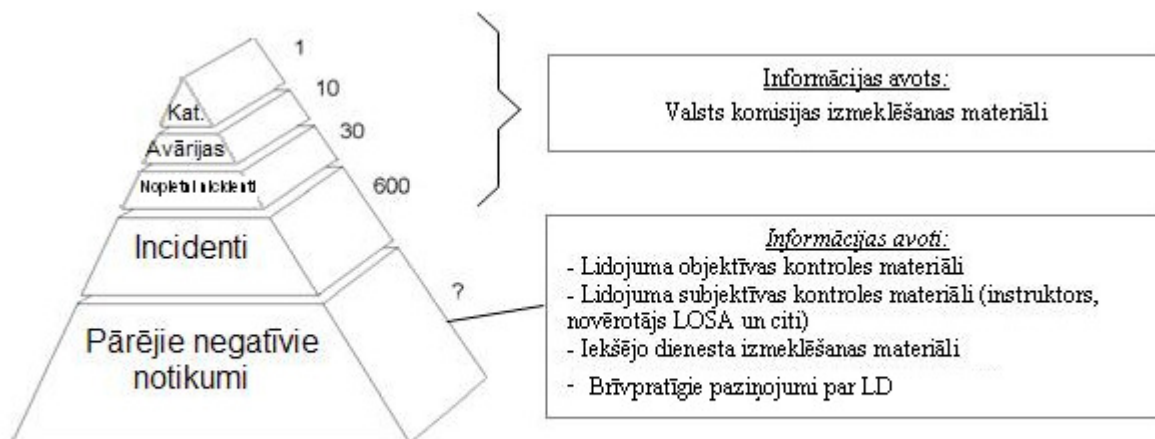 1
Kat.
10
Avārijas
30
Nopietni incidenti
600
Incidenti
?
Pārējie negatīvie
notikumi
Informācijas avots:
Valsts komisijas izmeklēšanas materiāli
Informācijas avoti:
- Lidojuma objektīvas kontroles materiāli
- Lidojuma subjektīvas kontroles materiāli (instruktors,
novērotājs LOSA un citi)
- Iekšējo dienesta izmeklēšanas materiāli
- Brīvpratīgie paziņojumi par LD